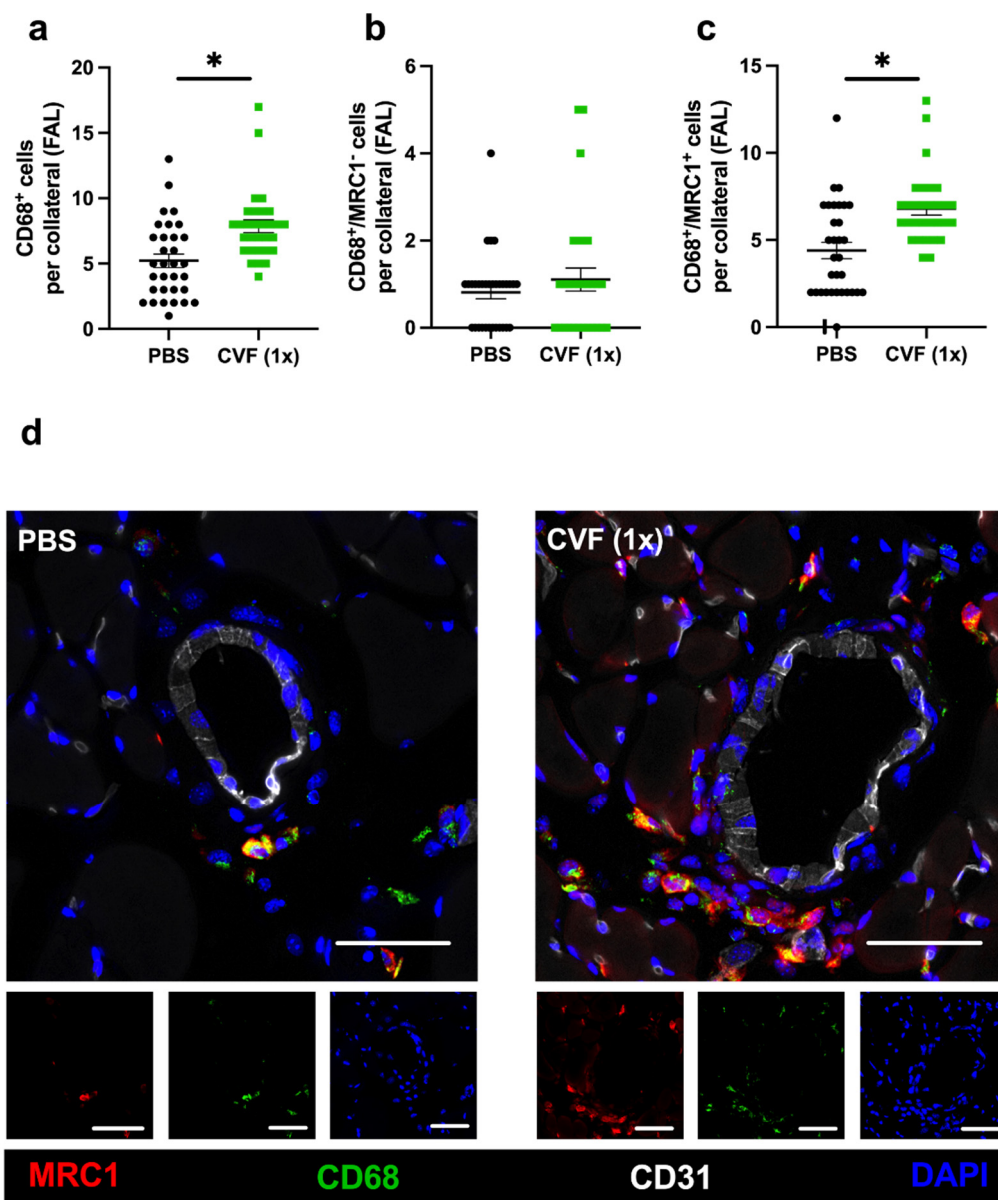 a
CD68⁺ cells
per collateral (FAL)
20
15
10
5
0
*
PBS
CVF (1x)
b
CD68⁺/MRC1⁻ cells
per collateral (FAL)
6
4
2
0
PBS
CVF (1x)
c
CD68⁺/MRC1⁺ cells
per collateral (FAL)
15
10
5
0
*
PBS
CVF (1x)
d
PBS
CVF (1x)
MRC1 CD68 CD31 DAPI